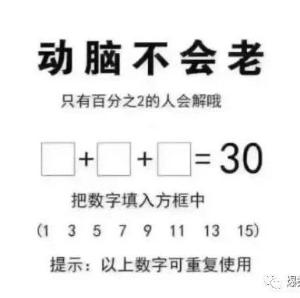 动脑不会老
只有百分之2的人会解哦
□+□+□=30
把数字填入方框中
(1 3 5 7 9 11 13 15)
提示：以上数字可重复使用